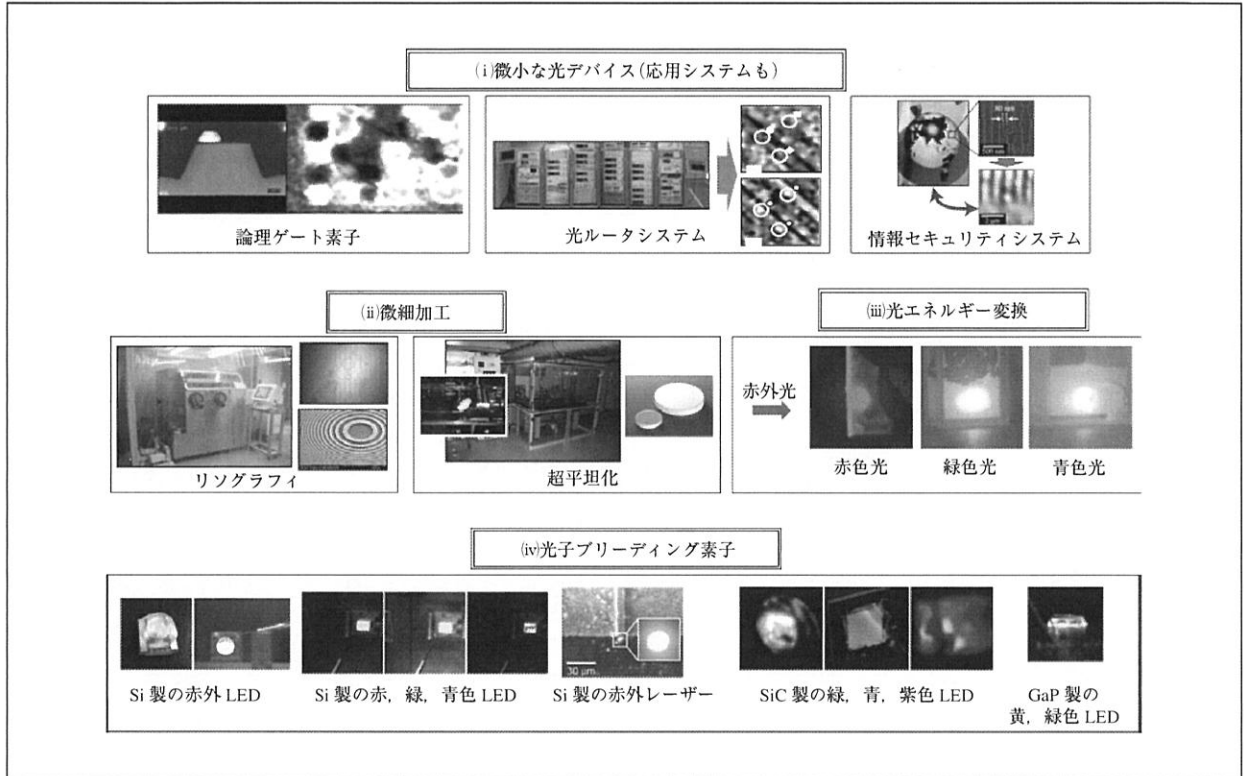 (ⅰ)微小な光デバイス(応用システムも)
論理ゲート素子
光ルータシステム
情報セキュリティシステム
(ⅱ)微細加工
(ⅲ)光エネルギー変換
リソグラフィ
超平坦化
赤外光
赤色光
緑色光
青色光
(ⅳ)光子ブリーディング素子
30 μm
Si 製の赤外 LED
Si 製の赤, 緑, 青色 LED
Si 製の赤外レーザー
SiC 製の緑, 青, 紫色 LED
GaP 製の
黄, 緑色 LED